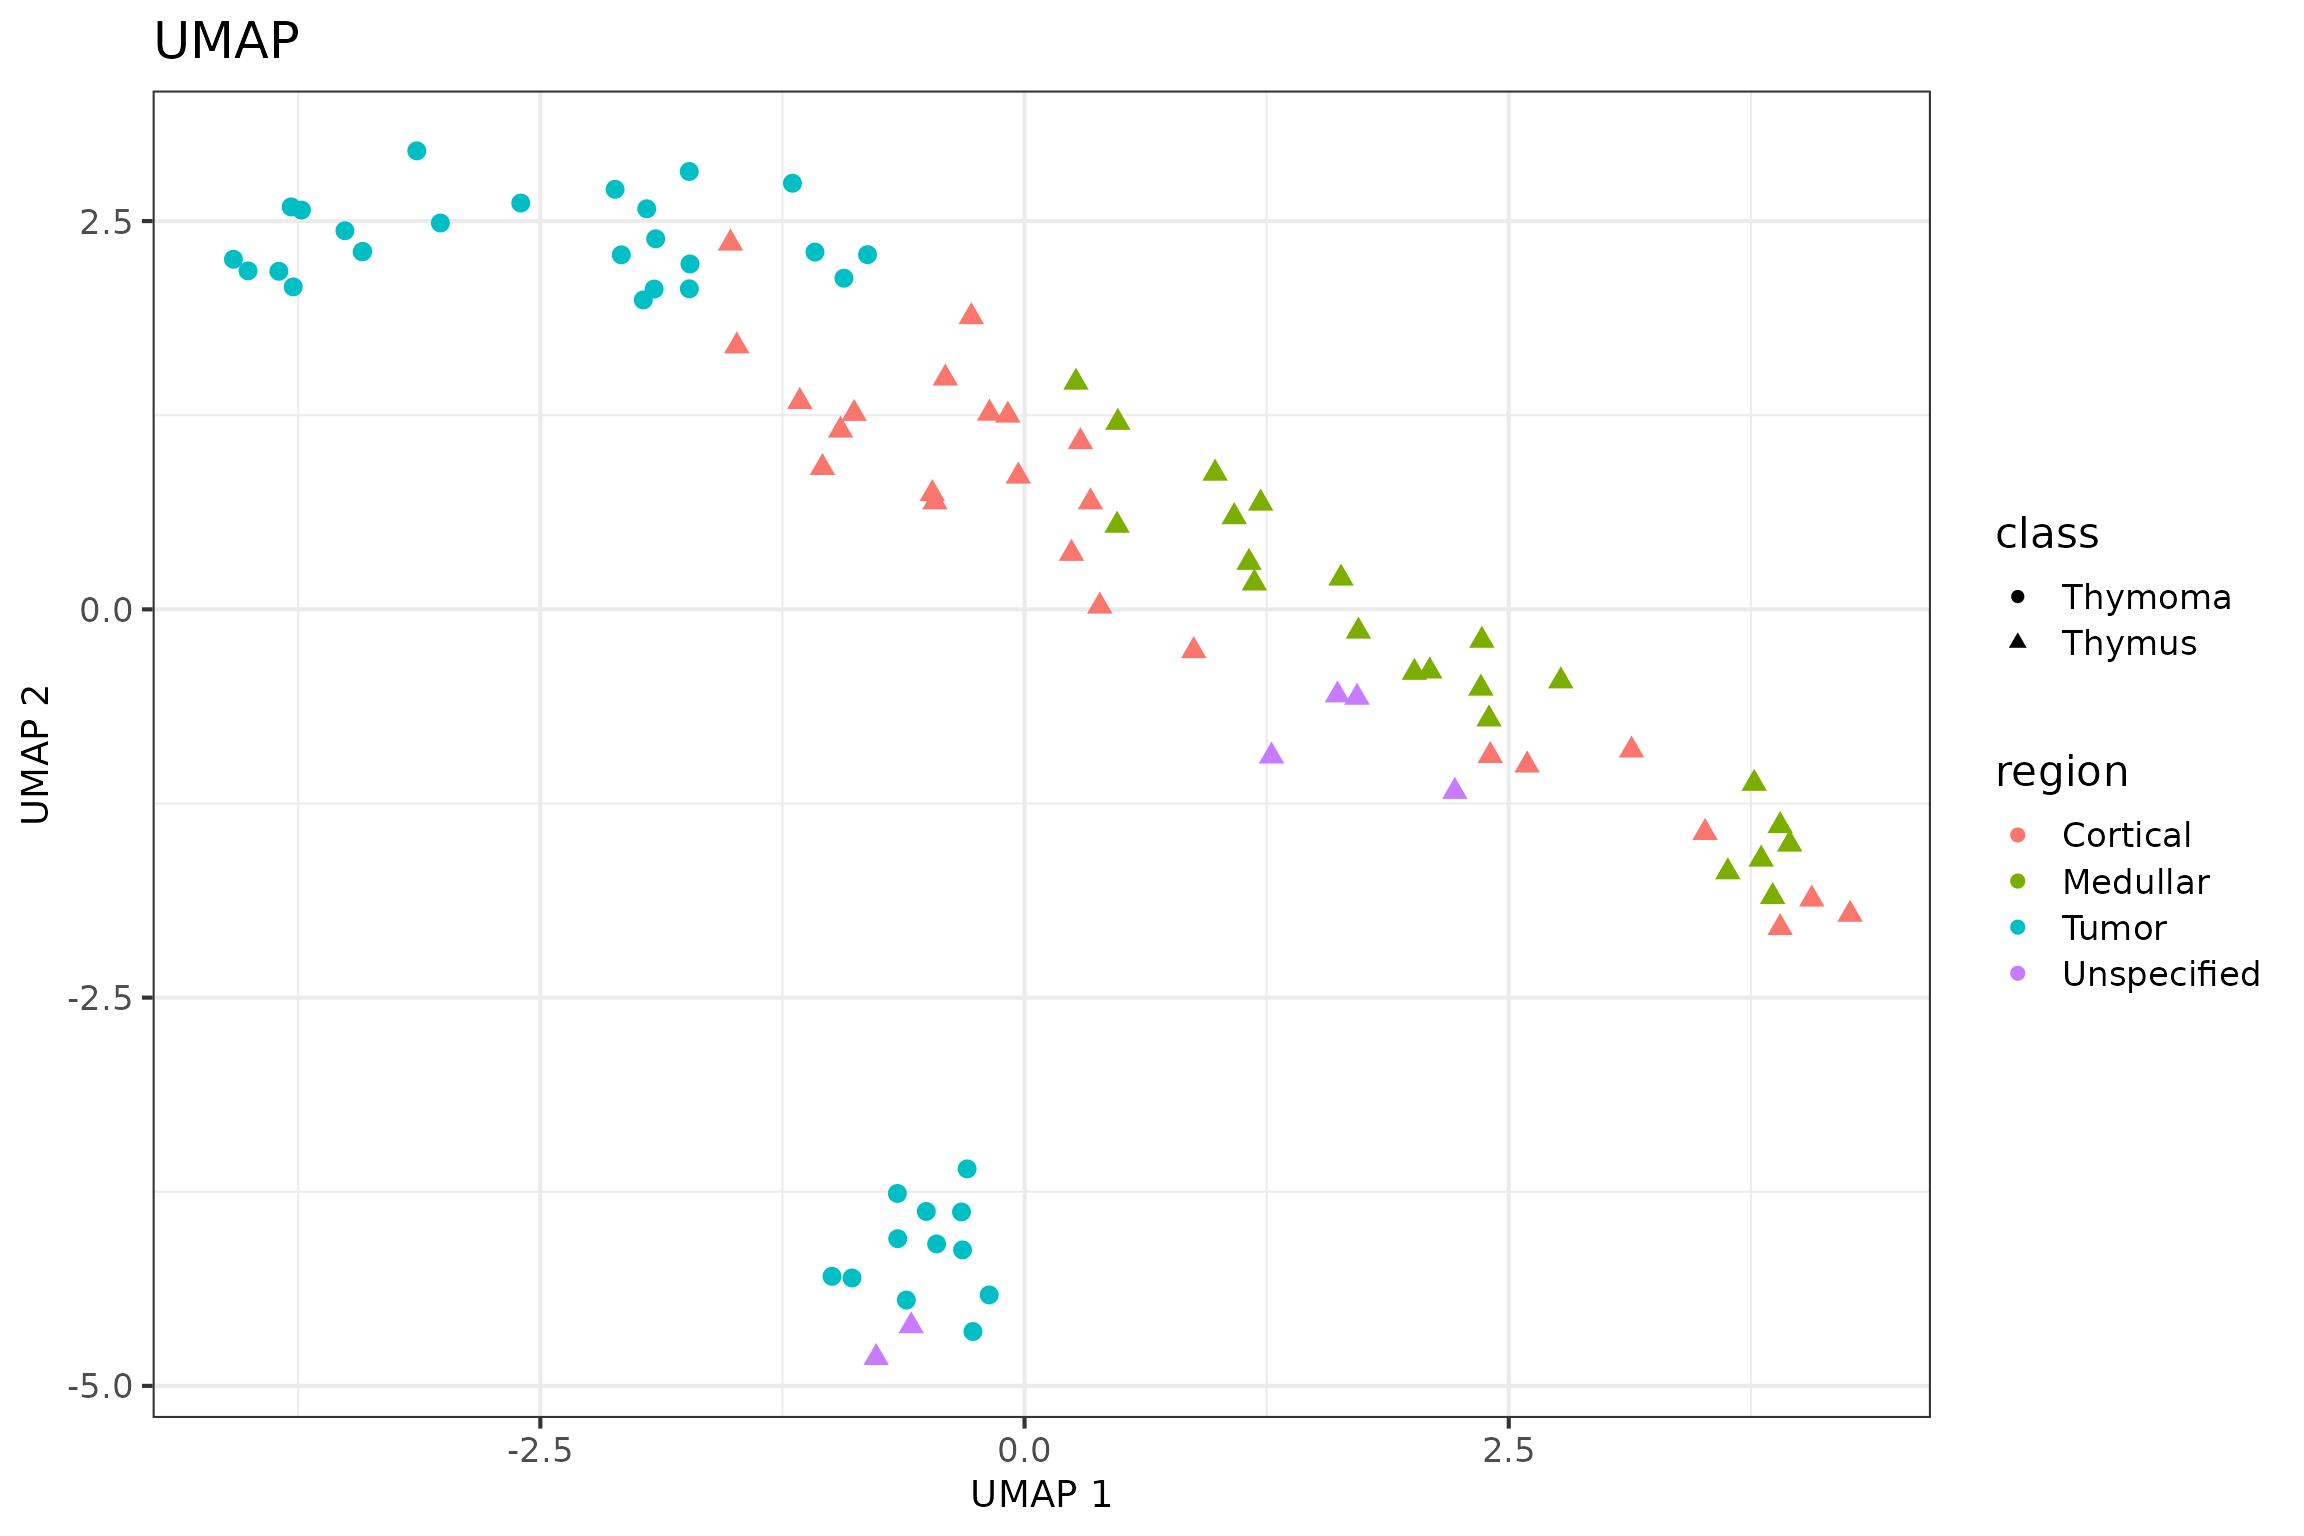 UMAP
2.5
0.0
-2.5
-5.0
UMAP 2
-2.5
0.0
2.5
UMAP 1
class
Thymoma
Thymus
region
Cortical
Medullar
Tumor
Unspecified